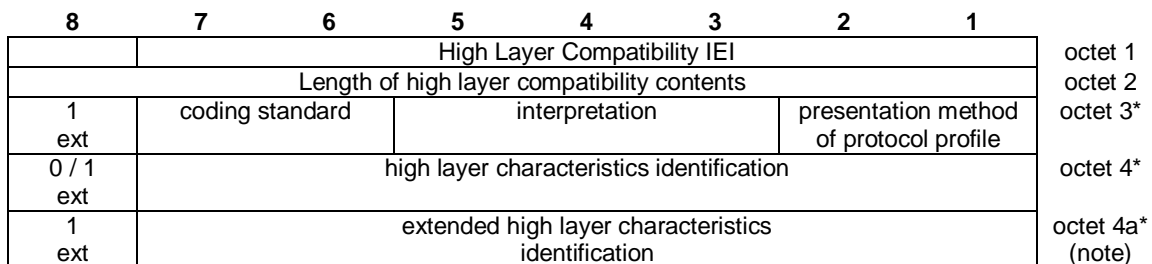 8 7 6 5 4 3 2 1
High Layer Compatibility IEI octet 1
Length of high layer compatibility contents octet 2
1 coding standard interpretation presentation method octet 3*
ext of protocol profile
0 / 1 high layer characteristics identification octet 4*
ext
1 extended high layer characteristics octet 4a*
ext identification (note)